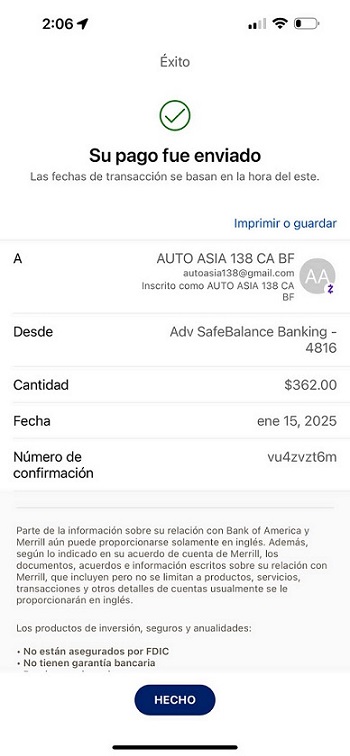 2:06
Éxito
Su pago fue enviado
Las fechas de transacción se basan en la hora del este.
Imprimir o guardar
A
AUTO ASIA 138 CA BF
autoasia138@gmail.com
Inscrito como AUTO ASIA 138 CA
BF
AA
Desde
Adv SafeBalance Banking -
4816
Cantidad
$362.00
Fecha
ene 15, 2025
Número de
confirmación
vu4zvzt6m
Parte de la información sobre su relación con Bank of America y
Merrill aún puede proporcionarse solamente en inglés. Además,
según lo indicado en su acuerdo de cuenta de Merrill, los
documentos, acuerdos e información escritos sobre su relación con
Merrill, que incluyen pero no se limitan a productos, servicios,
transacciones y otros detalles de cuentas usualmente se le
proporcionarán en inglés.
Los productos de inversión, seguros y anualidades:
• No están asegurados por FDIC
• No tienen garantía bancaria
HECHO